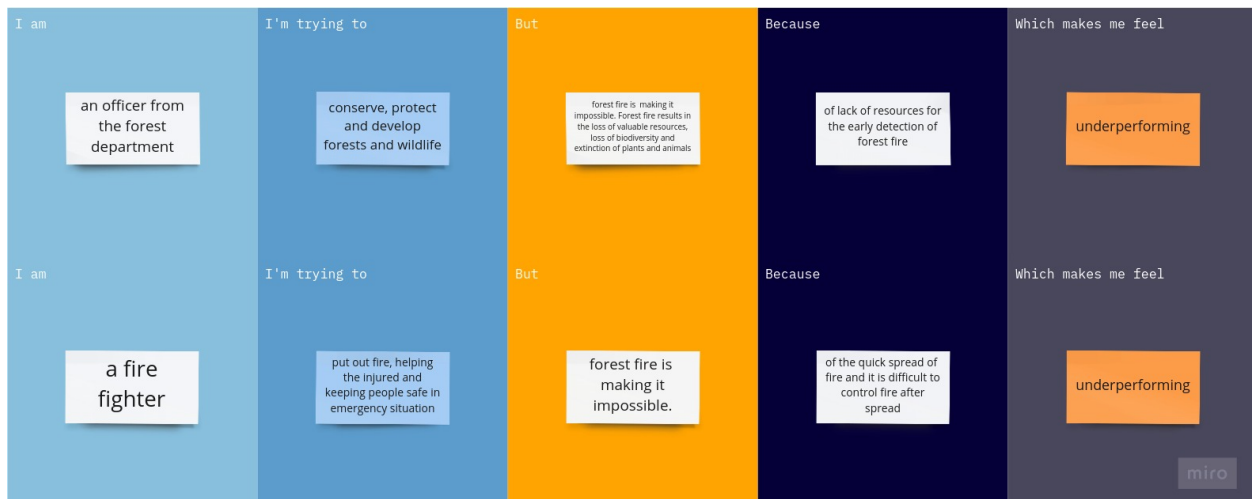 I am
I'm trying to
But
Because
Which makes me feel
an officer from
the forest
department
conserve, protect
and develop
forests and wildlife
forest fire is making it
impossible. Forest fire results in
the loss of valuable resources,
loss of biodiversity and
extinction of plants and animals
of lack of resources for
the early detection of
forest fire
underperforming
I am
I'm trying to
But
Because
Which makes me feel
a fire
fighter
put out fire, helping
the injured and
keeping people safe in
emergency situation
forest fire is
making it
impossible.
of the quick spread of
fire and it is difficult to
control fire after
spread
underperforming
miro